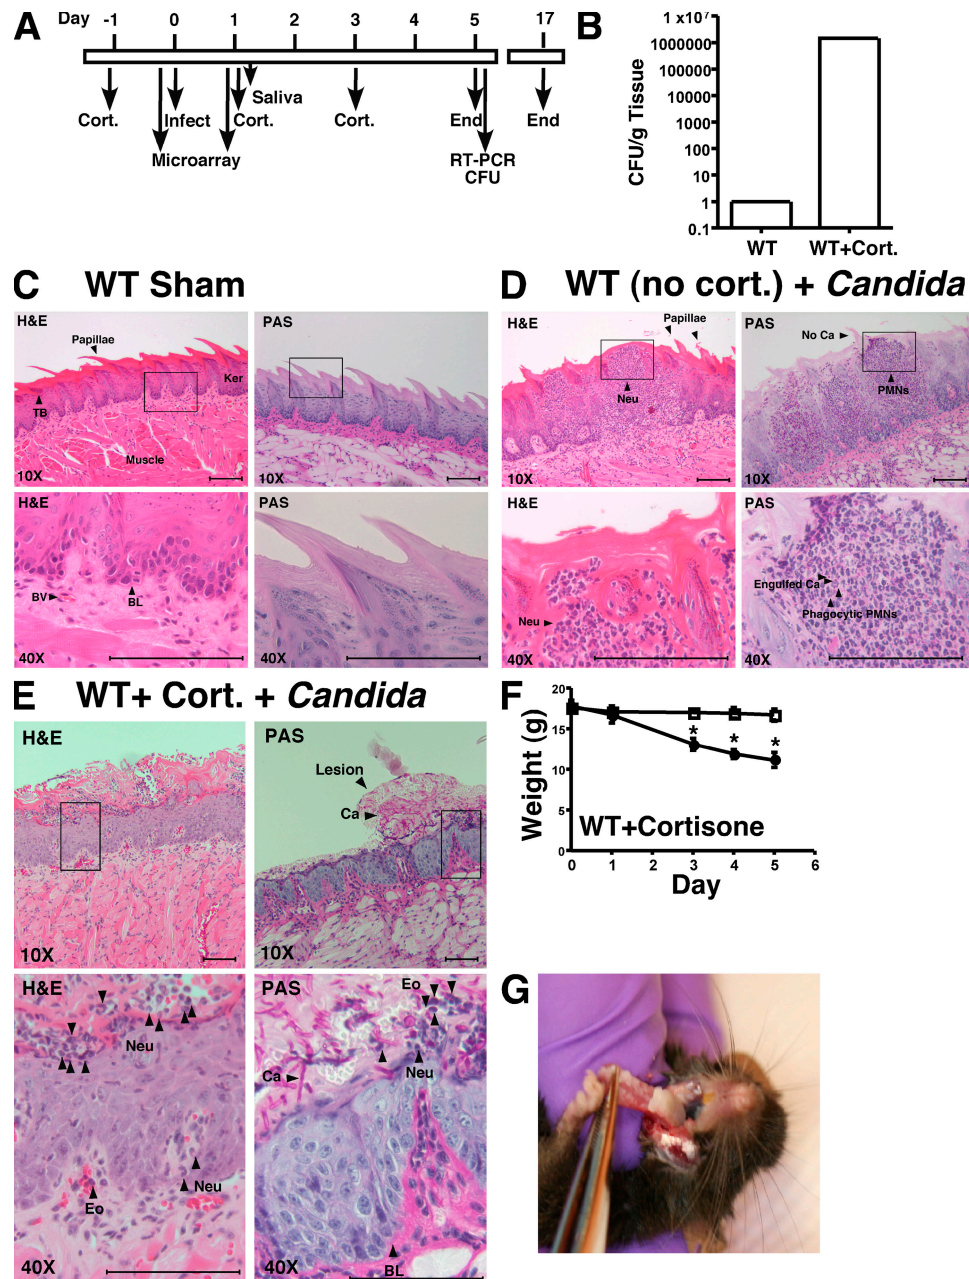 A
Day -1 0 1 2 3 4 5 17
Saliva
Cort. Infect Cort. Cort. End End
Microarray RT-PCR
CFU
B
1 x10⁷
1000000
100000
10000
1000
100
10
1
0.1
CFU/g Tissue
WT WT+Cort.
C WT Sham
H&E
Papillae
Ker
TB
Muscle
10X
PAS
10X
H&E
BV
BL
40X
PAS
40X
D WT (no cort.) + Candida
H&E
Papillae
Neu
10X
PAS
No Ca
PMNs
10X
H&E
Neu
40X
PAS
Engulfed Ca
Phagocytic PMNs
40X
E WT+ Cort. + Candida
H&E
10X
PAS
Lesion
Ca
10X
H&E
Neu
Neu
Eo
40X
PAS
Eo
Ca
Neu
BL
40X
F
20
15
10
5
0
Weight (g)
* * *
WT+Cortisone
0 1 2 3 4 5 6
Day
G